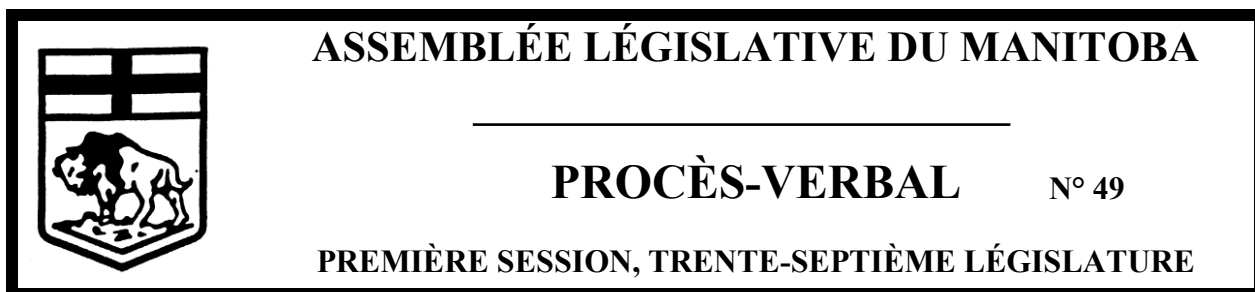 ASSEMBLÉE LÉGISLATIVE DU MANITOBA
PROCÈS-VERBAL N° 49
PREMIÈRE SESSION, TRENTE-SEPTIÈME LÉGISLATURE